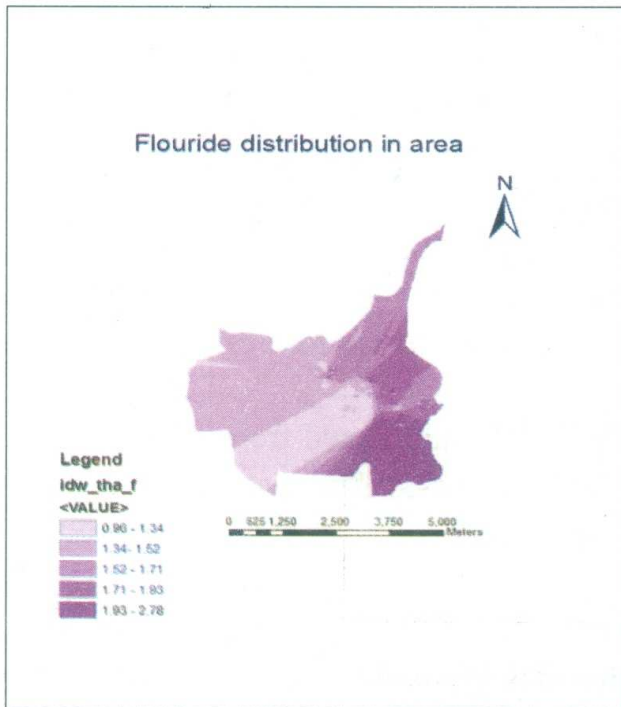 Flouride distribution in area
N
Legend
idw_tha_f
<VALUE>
0.96 - 1.34
1.34- 1.52
1.52 - 1.71
1.71 - 1.93
1.93 - 2.78
0 625 1,250 2,500 3,750 5,000
Meters